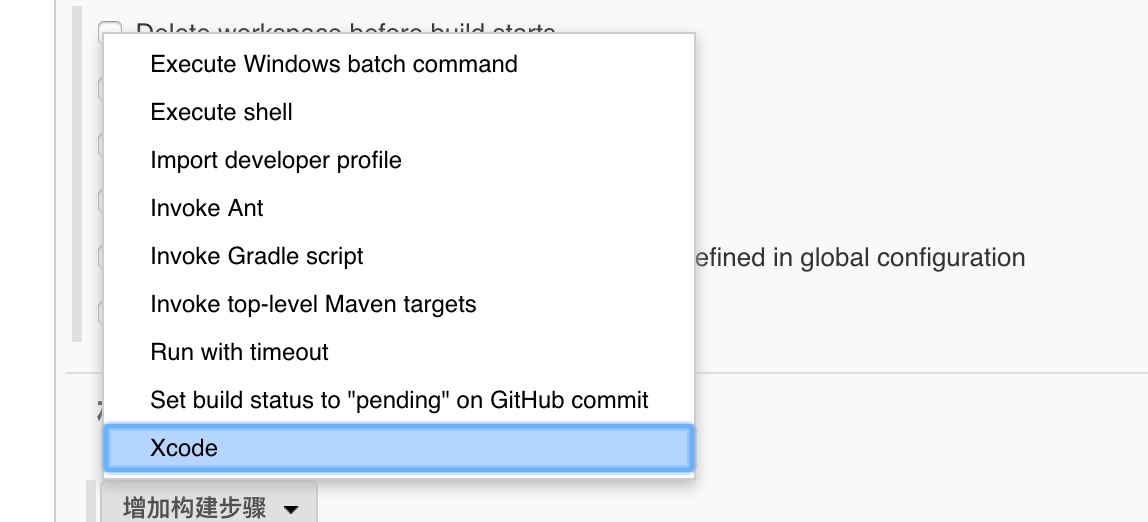 Delete workspace before build starts
Execute Windows batch command
Execute shell
Import developer profile
Invoke Ant
Invoke Gradle script
efined in global configuration
Invoke top-level Maven targets
Run with timeout
Set build status to "pending" on GitHub commit
Xcode
增加构建步骤